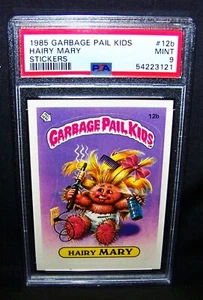 1985 GARBAGE PAIL KIDS #12b
HAIRY MARY MINT
STICKERS PSA 9
54223121
12b
GARBAGE PAIL KIDS
HAIRY MARY